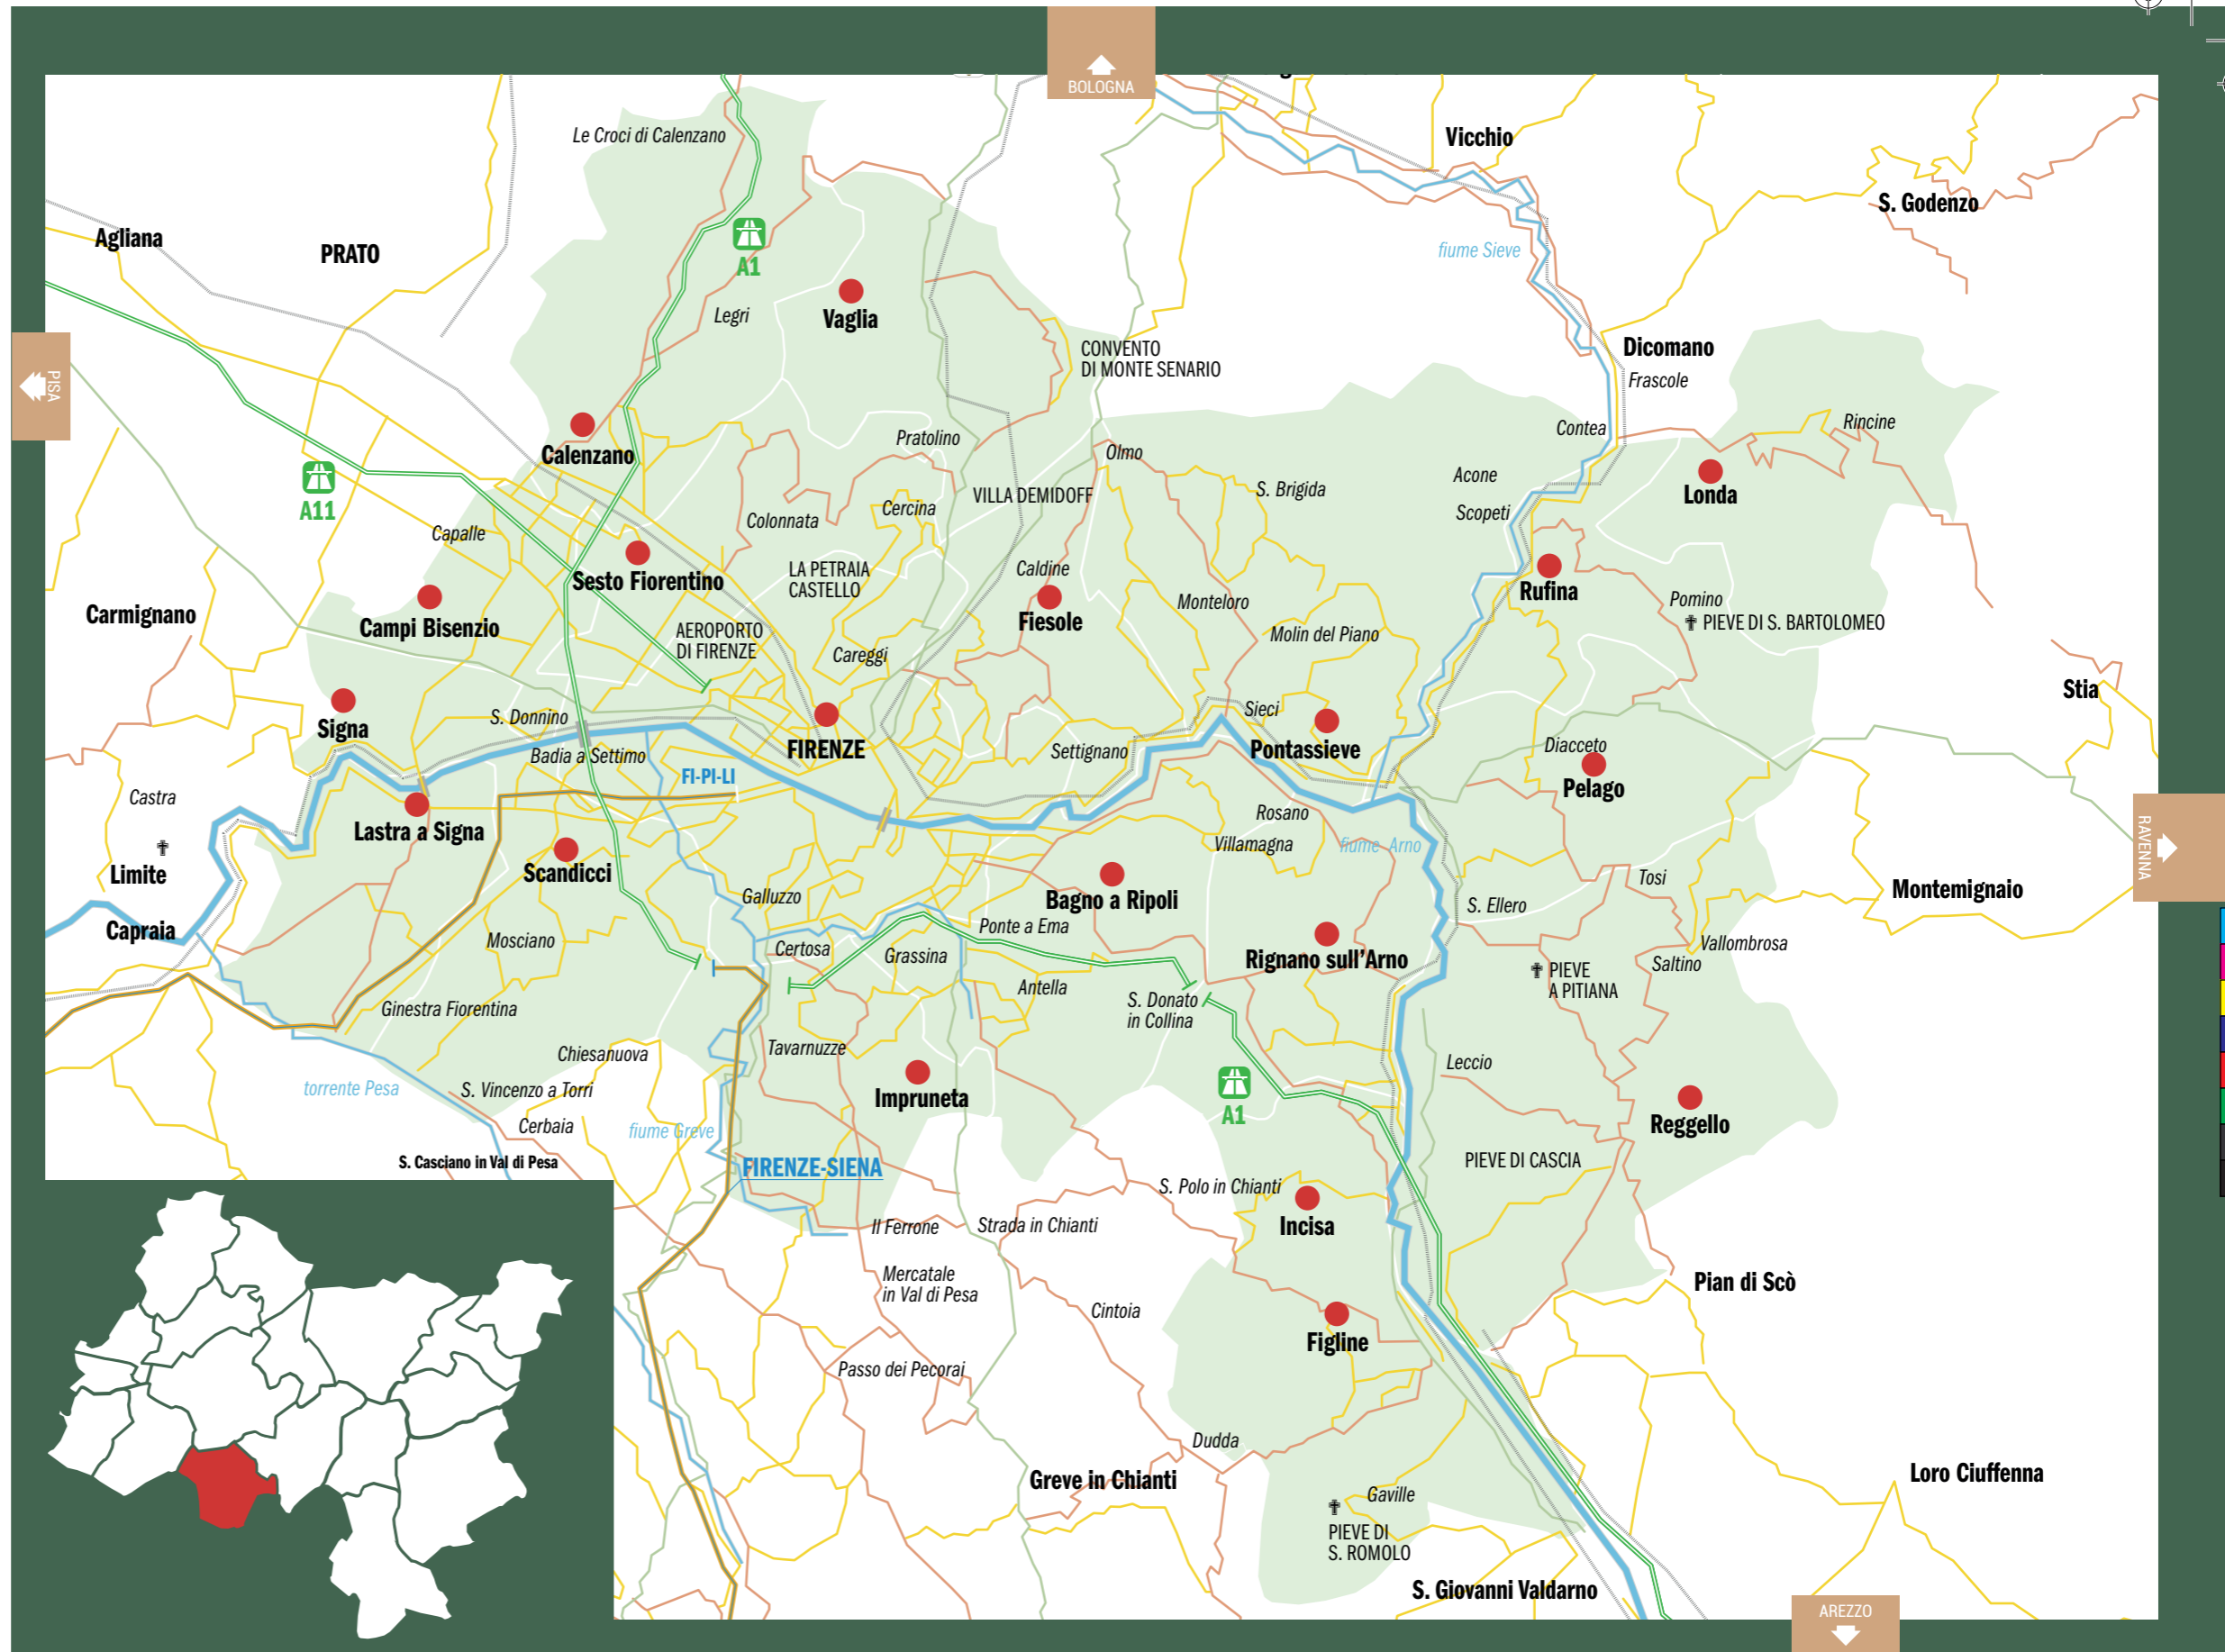 BOLOGNA
Le Croci di Calenzano
Vicchio
S. Godenzo
Agliana
PRATO
fiume Sieve
A1
Legri
Vaglia
CONVENTO
DI MONTE SENARIO
Dicomano
Frascole
PISA
Calenzano
Pratolino
Olmo
Contea
Rincine
A11
Capalle
Colonnata
Cercina
VILLA DEMIDOFF
S. Brigida
Acone
Scopeti
Londa
Sesto Fiorentino
LA PETRAIA
CASTELLO
Caldine
Fiesole
Monteloro
Rufina
Pomino
PIEVE DI S. BARTOLOMEO
Carmignano
Campi Bisenzio
AEROPORTO
DI FIRENZE
Careggi
Molin del Piano
Stia
Signa
S. Donnino
Badia a Settimo
FI-PI-LI
FIRENZE
Settignano
Sieci
Pontassieve
Diacceto
Pelago
Castra
Lastra a Signa
Rosano
Villamagna
fiume Arno
RAVENNA
Limite
Scandicci
Galluzzo
Bagno a Ripoli
Tosi
Montemignaio
Capraia
Mosciano
Certosa
Grassina
Ponte a Ema
S. Ellero
Rignano sull'Arno
Vallombrosa
Saltino
PIEVE
A PITIANA
Ginestra Fiorentina
Antella
S. Donato
in Collina
Chiesanuova
Tavarnuzze
Leccio
torrente Pesa
S. Vincenzo a Torri
Impruneta
A1
Reggello
Cerbaia
fiume Greve
S. Casciano in Val di Pesa
FIRENZE-SIENA
PIEVE DI CASCIA
S. Polo in Chianti
Incisa
Il Ferrone
Strada in Chianti
Mercatale
in Val di Pesa
Cintoia
Pian di Scò
Figline
Passo dei Pecorai
Dudda
Greve in Chianti
Gaville
Loro Ciuffenna
PIEVE DI
S. ROMOLO
S. Giovanni Valdarno
AREZZO